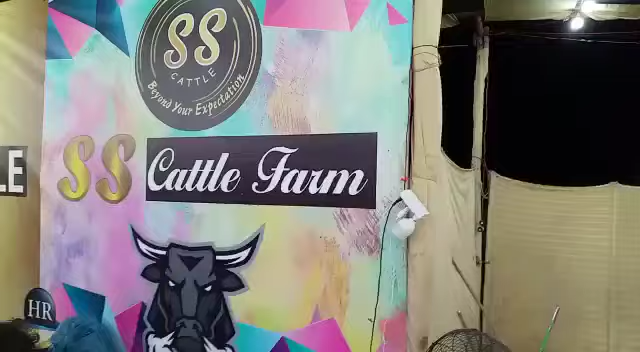 SS
CATTLE
Beyond Your Expectation
LE
SS Cattle Farm
HR